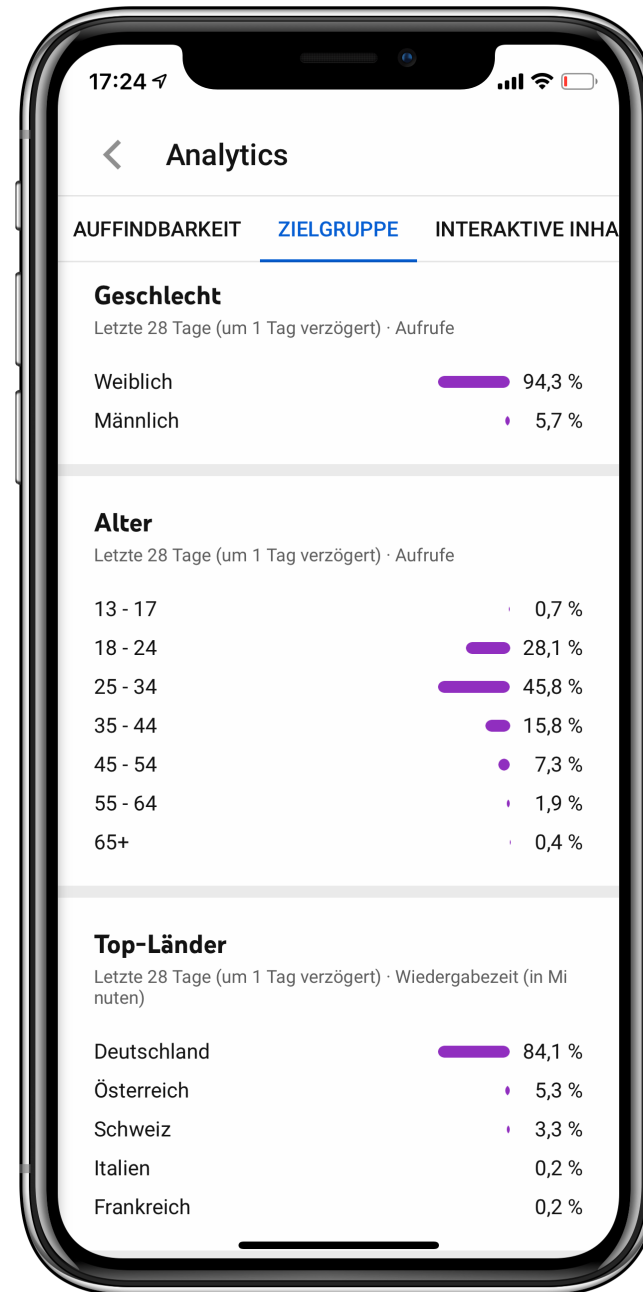 17:24
Analytics
AUFFINDBARKEIT ZIELGRUPPE INTERAKTIVE INHA
Geschlecht
Letzte 28 Tage (um 1 Tag verzögert) · Aufrufe
Weiblich 94,3 %
Männlich 5,7 %
Alter
Letzte 28 Tage (um 1 Tag verzögert) · Aufrufe
13 - 17 0,7 %
18 - 24 28,1 %
25 - 34 45,8 %
35 - 44 15,8 %
45 - 54 7,3 %
55 - 64 1,9 %
65+ 0,4 %
Top-Länder
Letzte 28 Tage (um 1 Tag verzögert) · Wiedergabezeit (in Mi
nuten)
Deutschland 84,1 %
Österreich 5,3 %
Schweiz 3,3 %
Italien 0,2 %
Frankreich 0,2 %